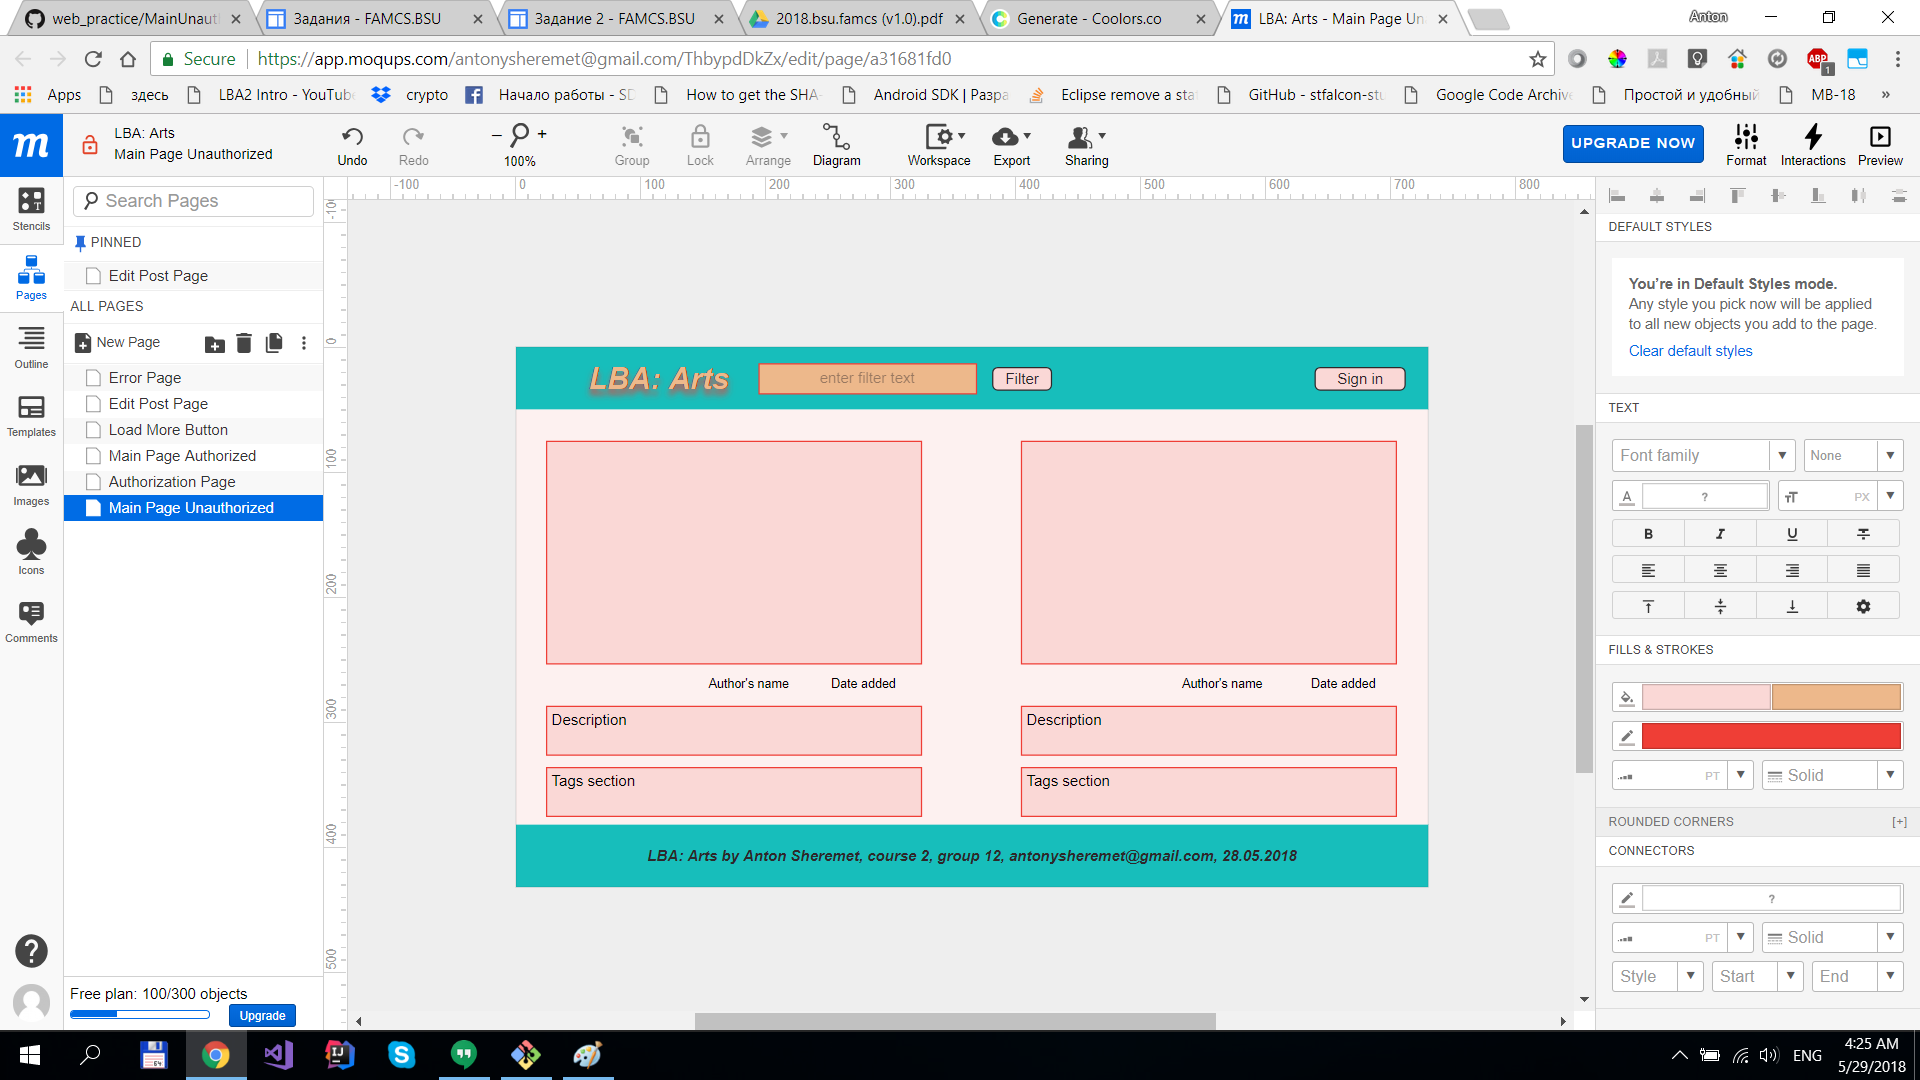 web_practice/MainUnaut
Задания - FAMCS.BSU
Задание 2 - FAMCS.BSU
2018.bsu.famcs (v1.0).pdf
Generate - Coolors.co
LBA: Arts - Main Page Un
Anton
Secure
https://app.moqups.com/antonysheremet@gmail.com/ThbypdDkZx/edit/page/a31681fd0
ABP
1
Apps
здесь
LBA2 Intro - YouTub
crypto
Начало работы - SD
How to get the SHA-
Android SDK | Разра
Eclipse remove a sta
GitHub - stfalcon-stu
Google Code Archiv
Простой и удобный
MB-18
»
m
LBA: Arts
Main Page Unauthorized
Undo
Redo
– +
100%
Group
Lock
Arrange
Diagram
Workspace
Export
Sharing
UPGRADE NOW
Format
Interactions
Preview
Stencils
Pages
Outline
Templates
Images
Icons
Comments
Search Pages
PINNED
Edit Post Page
ALL PAGES
New Page
Error Page
Edit Post Page
Load More Button
Main Page Authorized
Authorization Page
Main Page Unauthorized
Free plan: 100/300 objects
Upgrade
-100 0 100 200 300 400 500 600 700 800
-10
0
100
200
300
400
500
LBA: Arts
enter filter text
Filter
Sign in
Author's name Date added
Author's name Date added
Description
Description
Tags section
Tags section
LBA: Arts by Anton Sheremet, course 2, group 12, antonysheremet@gmail.com, 28.05.2018
DEFAULT STYLES
You're in Default Styles mode.
Any style you pick now will be applied
to all new objects you add to the page.
Clear default styles
TEXT
Font family
None
A ?
TT PX
B I U
FILLS & STROKES
PT
Solid
ROUNDED CORNERS [+]
CONNECTORS
?
PT
Solid
Style
Start
End
64
ENG
4:25 AM
5/29/2018